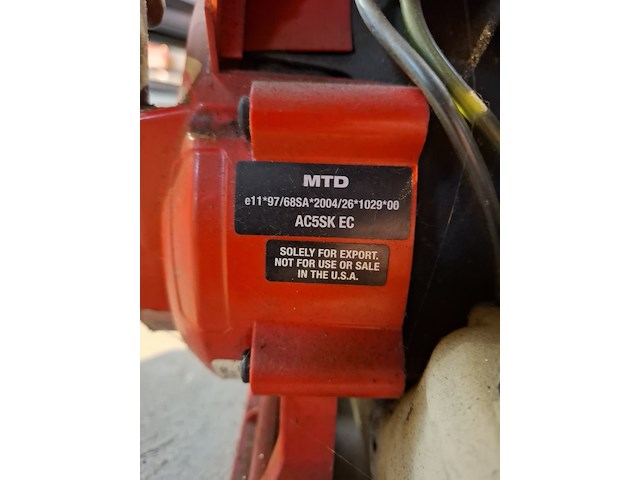 MTD
e11*97/68SA*2004/26*1029*00
AC5SK EC
SOLELY FOR EXPORT.
NOT FOR USE OR SALE
IN THE U.S.A.